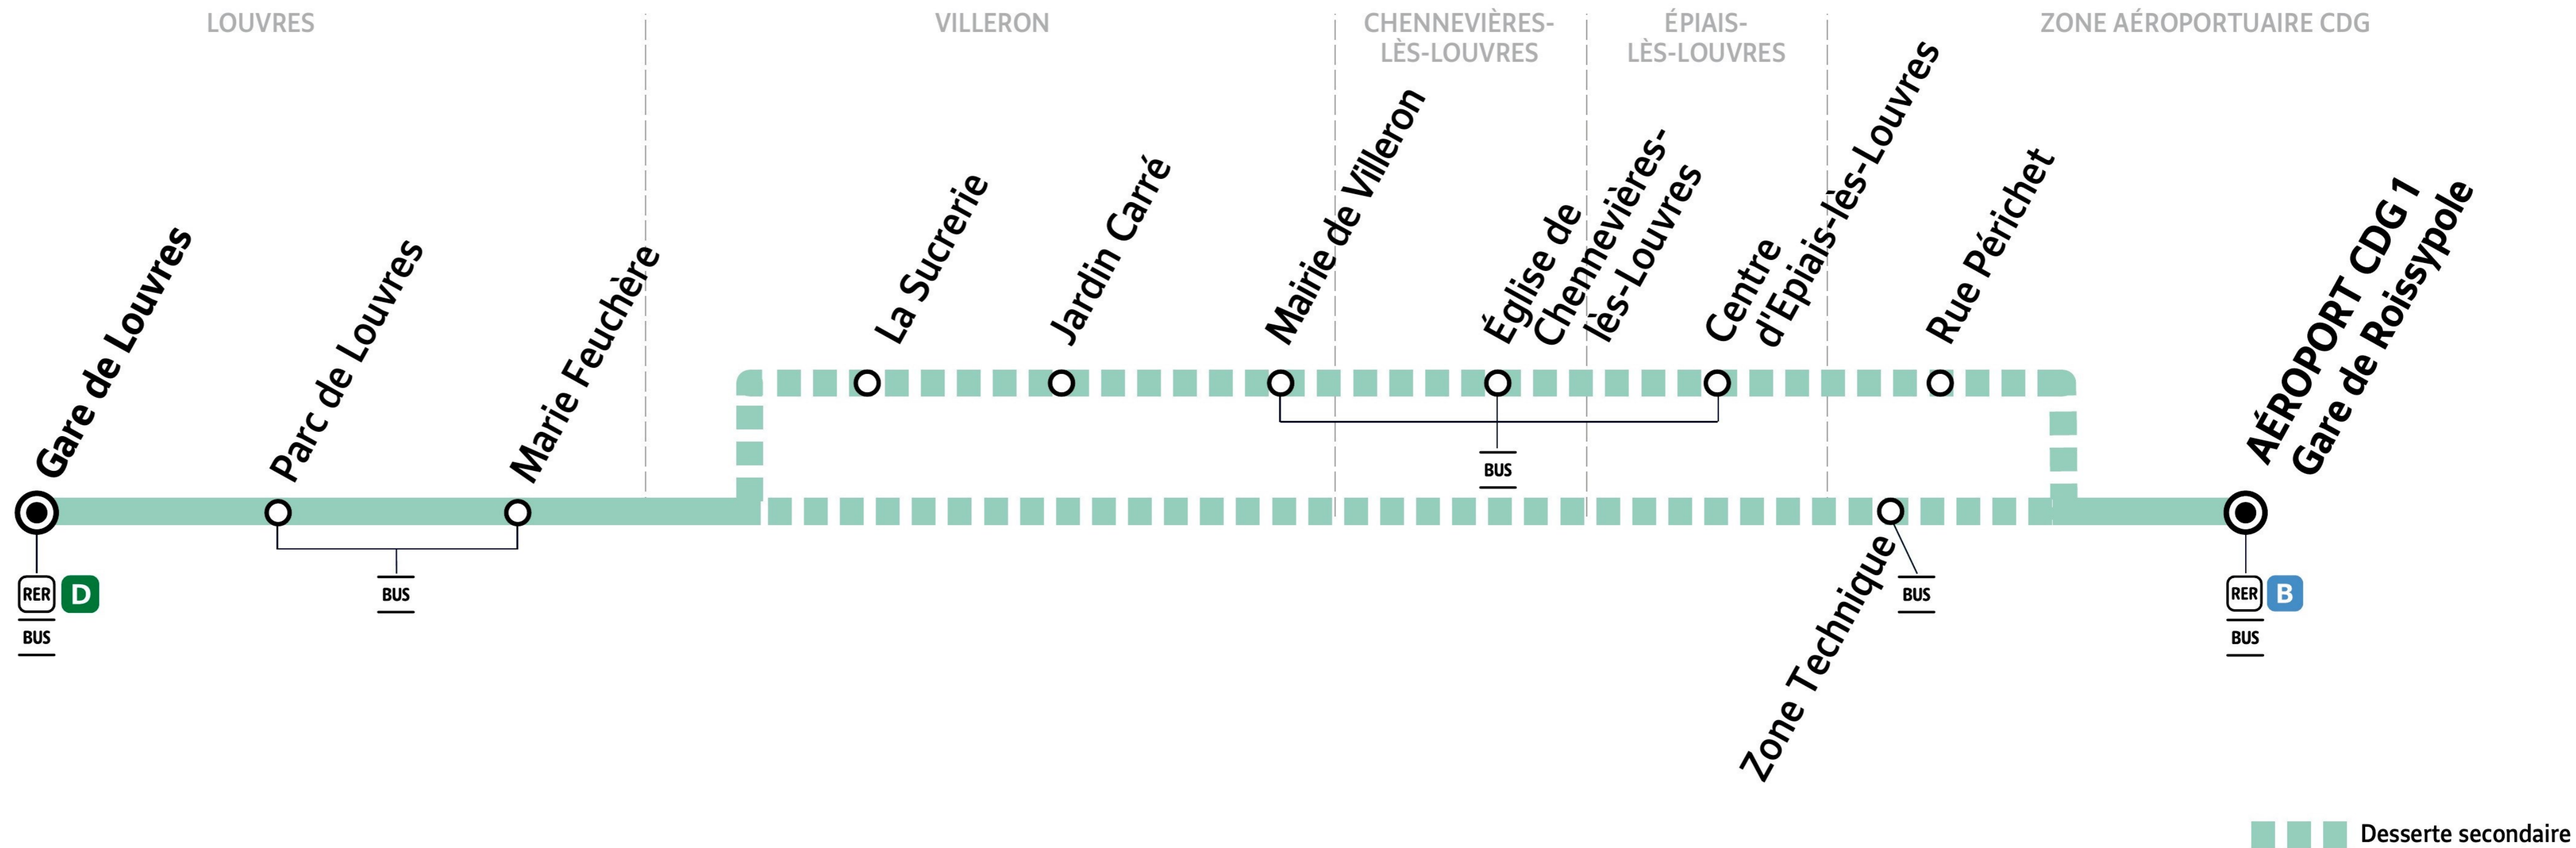 LOUVRES
VILLERON
CHENNEVIÈRES-
LÈS-LOUVRES
ÉPIAIS-
LÈS-LOUVRES
ZONE AÉROPORTUAIRE CDG
Gare de Louvres
Parc de Louvres
Marie Feuchère
La Sucrerie
Jardin Carré
Mairie de Villeron
Église de
Chennevières-
lès-Louvres
Centre
d'Epiais-lès-Louvres
Rue Périchet
AÉROPORT CDG 1
Gare de Roissypole
Zone Technique
RER D
BUS
BUS
BUS
BUS
RER B
BUS
Desserte secondaire